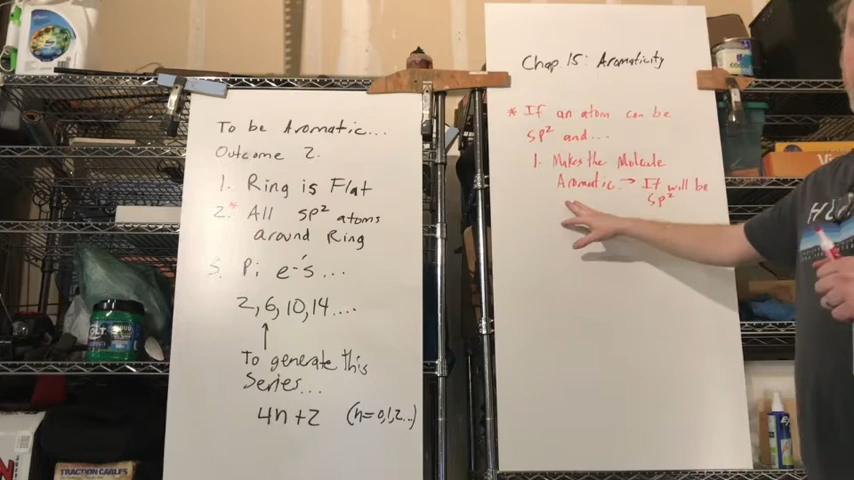 To be Aromatic...
Outcome 2.
1. Ring is Flat
2.* All sp² atoms
around Ring
3. Pi e⁻'s...
2,6,10,14....
↑
To generate this
Series...
4n+2 (n=0,1,2...)
Chap. 15: Aromaticity
* If an atom can be
sp² and...
1. Makes the Molecule
Aromatic → It will be
sp²
TRACTION CABLES